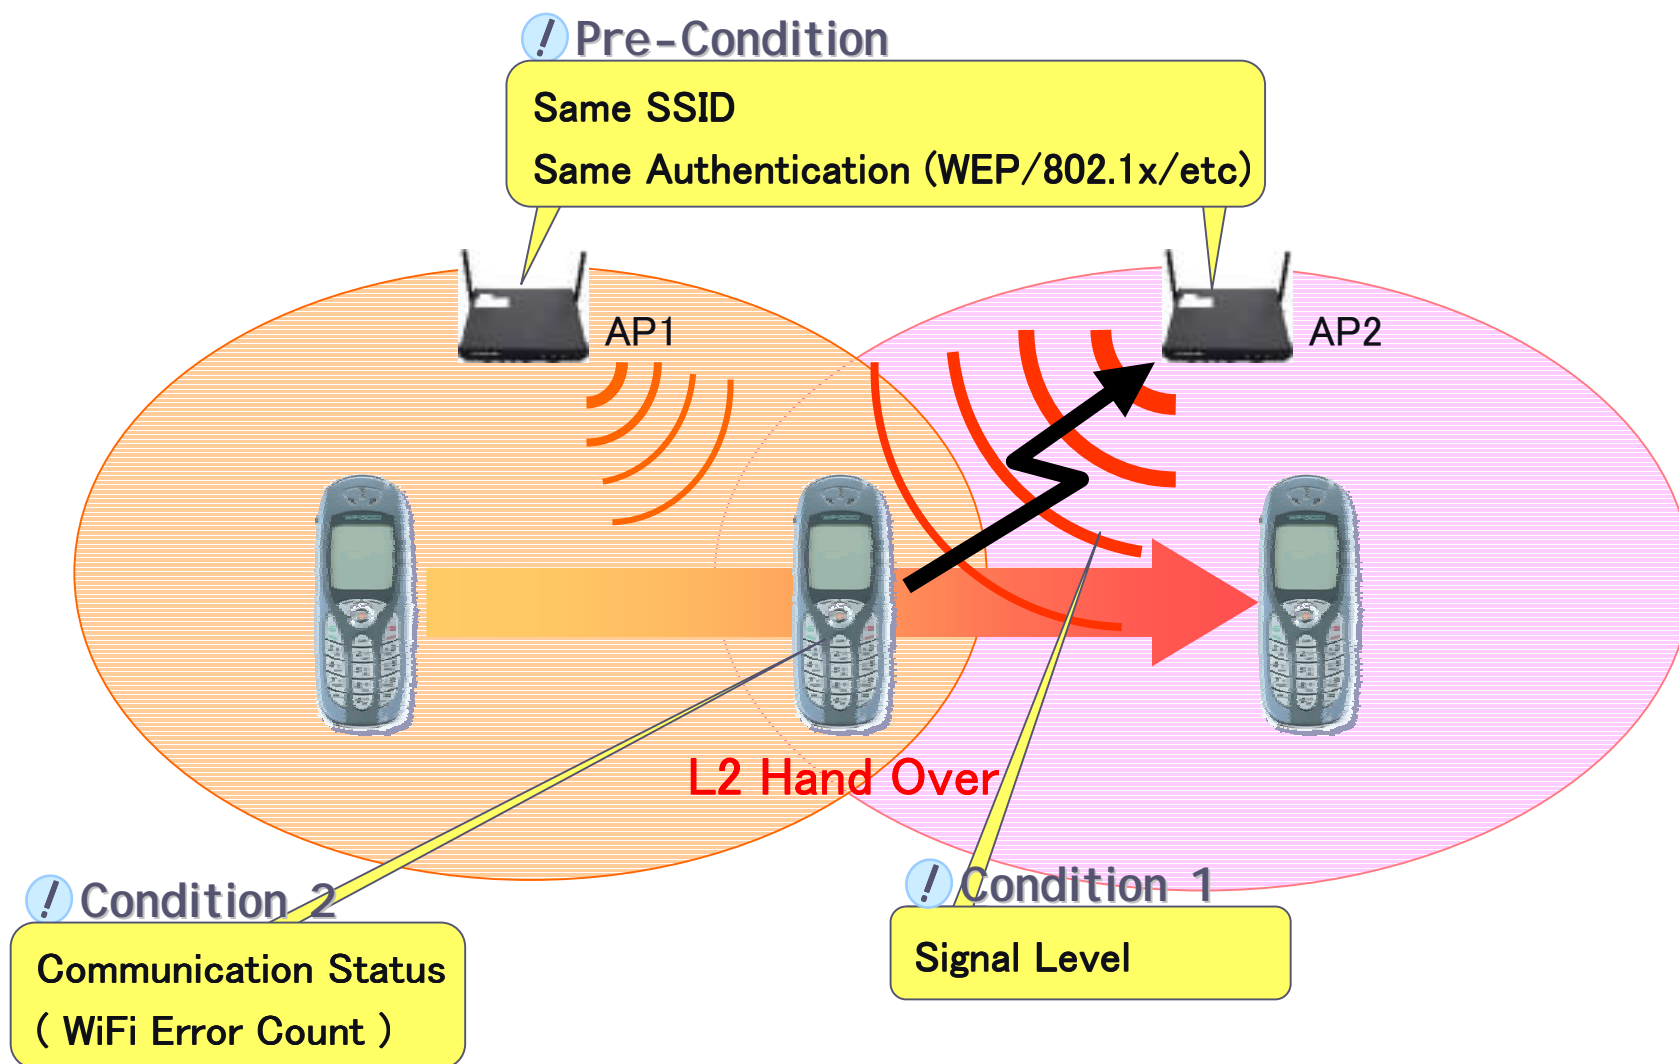 Pre-Condition
Same SSID
Same Authentication (WEP/802.1x/etc)
AP1
AP2
L2 Hand Over
Condition 2
Communication Status
( WiFi Error Count )
Condition 1
Signal Level